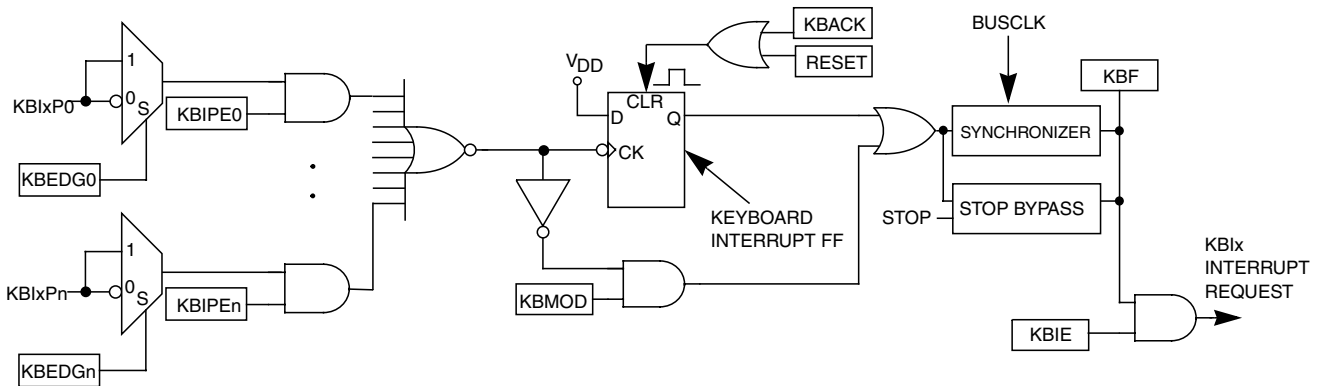 KBACK
RESET
BUSCLK
VDD
KBF
1
KBIxP0
0
S
KBIPE0
CLR
D
Q
CK
SYNCHRONIZER
KBEDG0
STOP BYPASS
STOP
KEYBOARD
INTERRUPT FF
1
KBIxPn
0
S
KBIPEn
KBMOD
KBIx
INTERRUPT
REQUEST
KBIE
KBEDGn